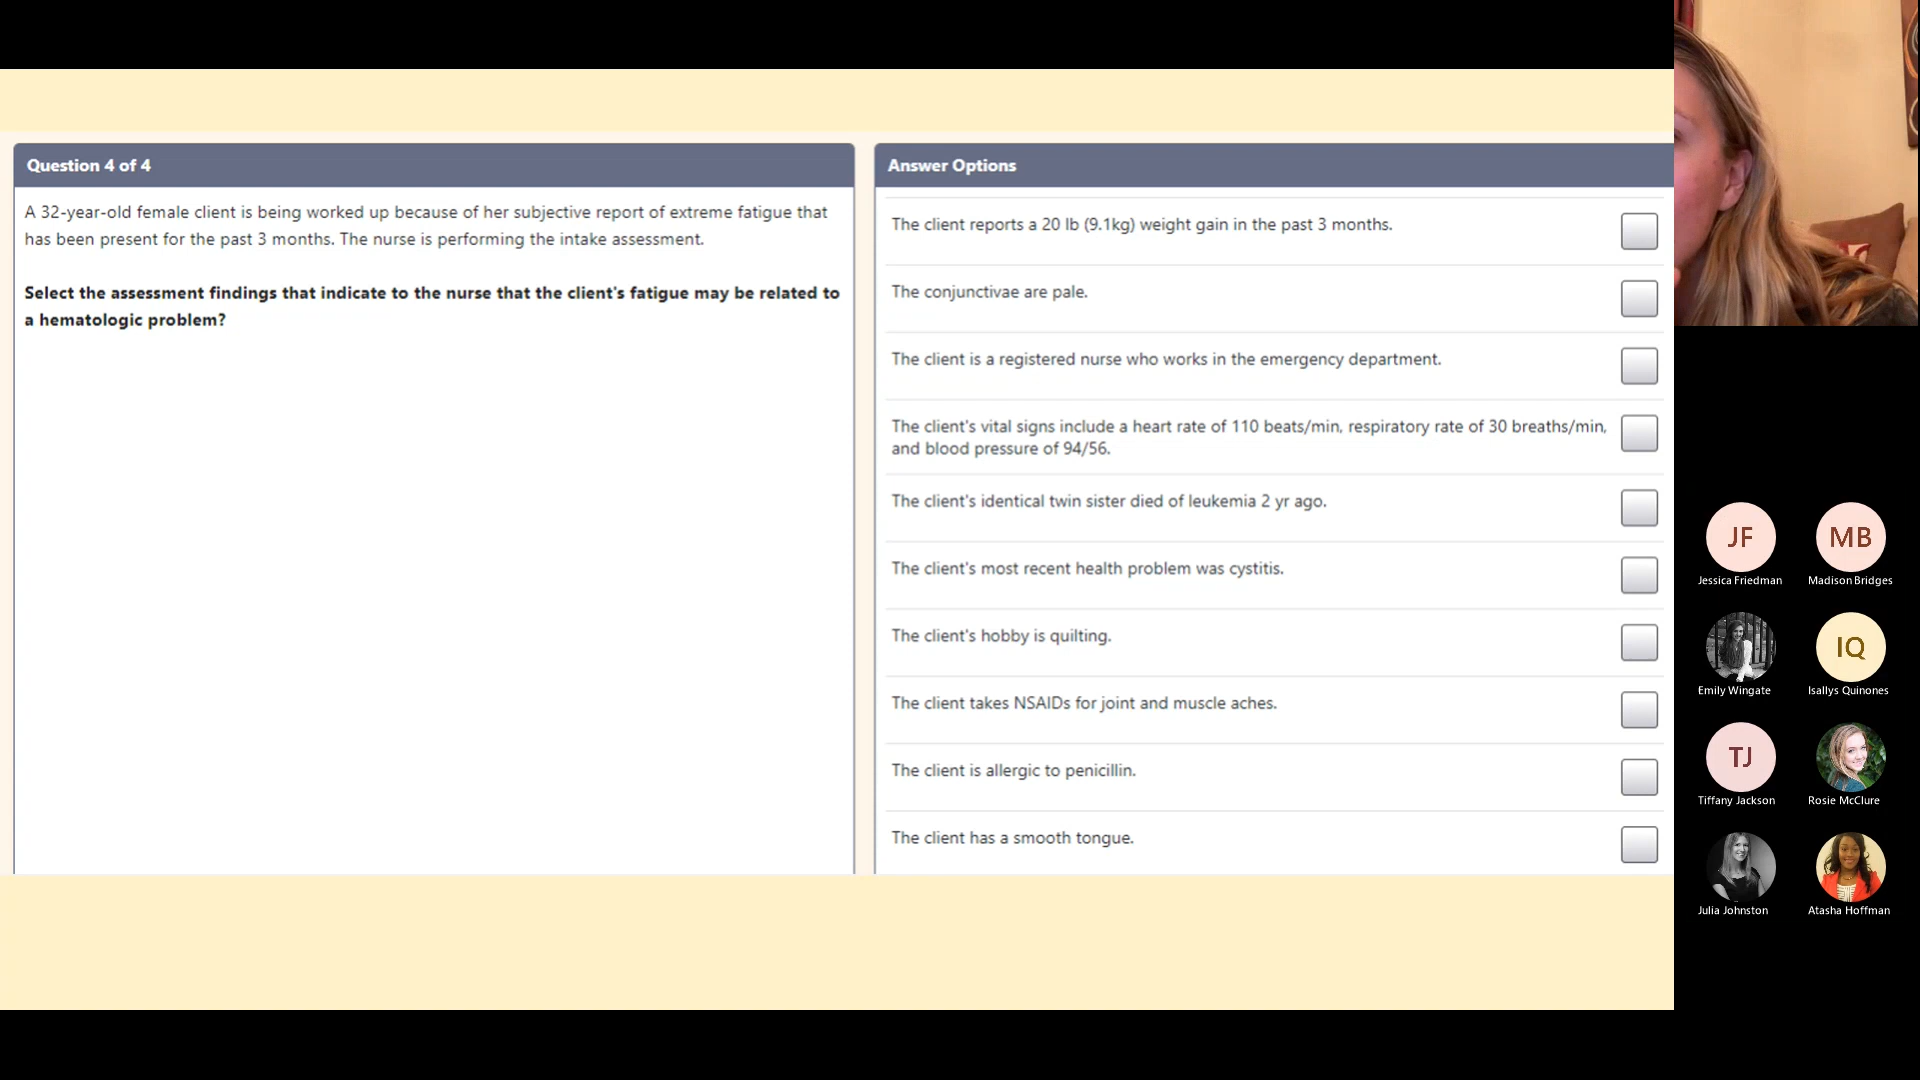 Question 4 of 4
A 32-year-old female client is being worked up because of her subjective report of extreme fatigue that
has been present for the past 3 months. The nurse is performing the intake assessment.
Select the assessment findings that indicate to the nurse that the client's fatigue may be related to
a hematologic problem?
Answer Options
The client reports a 20 lb (9.1kg) weight gain in the past 3 months.
The conjunctivae are pale.
The client is a registered nurse who works in the emergency department.
The client's vital signs include a heart rate of 110 beats/min, respiratory rate of 30 breaths/min,
and blood pressure of 94/56.
The client's identical twin sister died of leukemia 2 yr ago.
The client's most recent health problem was cystitis.
The client's hobby is quilting.
The client takes NSAIDs for joint and muscle aches.
The client is allergic to penicillin.
The client has a smooth tongue.
JF
Jessica Friedman
MB
Madison Bridges
Emily Wingate
IQ
Isallys Quinones
TJ
Tiffany Jackson
Rosie McClure
Julia Johnston
Atasha Hoffman